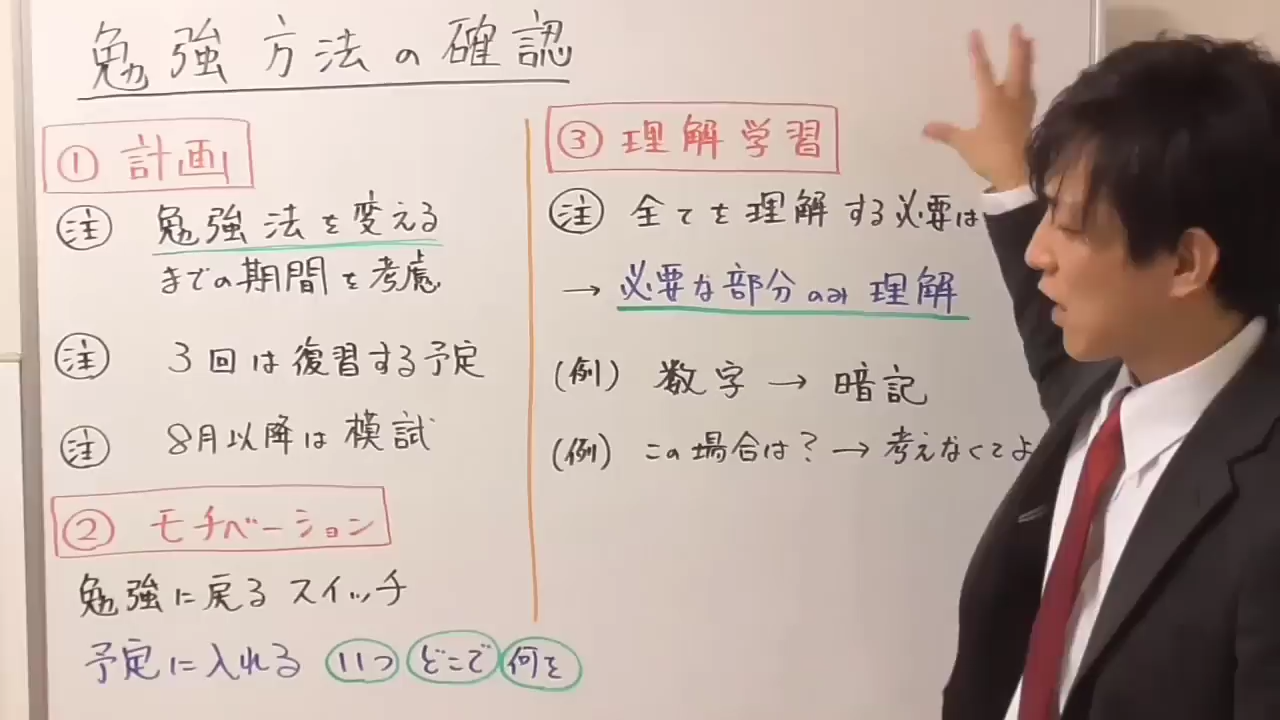 勉強方法の確認
① 計画
注 勉強法を変える
までの期間を考慮
注 3回は復習する予定
注 8月以降は模試
② モチベーション
勉強に戻るスイッチ
予定に入れる いつ どこで 何を
③ 理解学習
注 全てを理解する必要は
→ 必要な部分のみ理解
(例) 数字 → 暗記
(例) この場合は? → 考えなくてよ